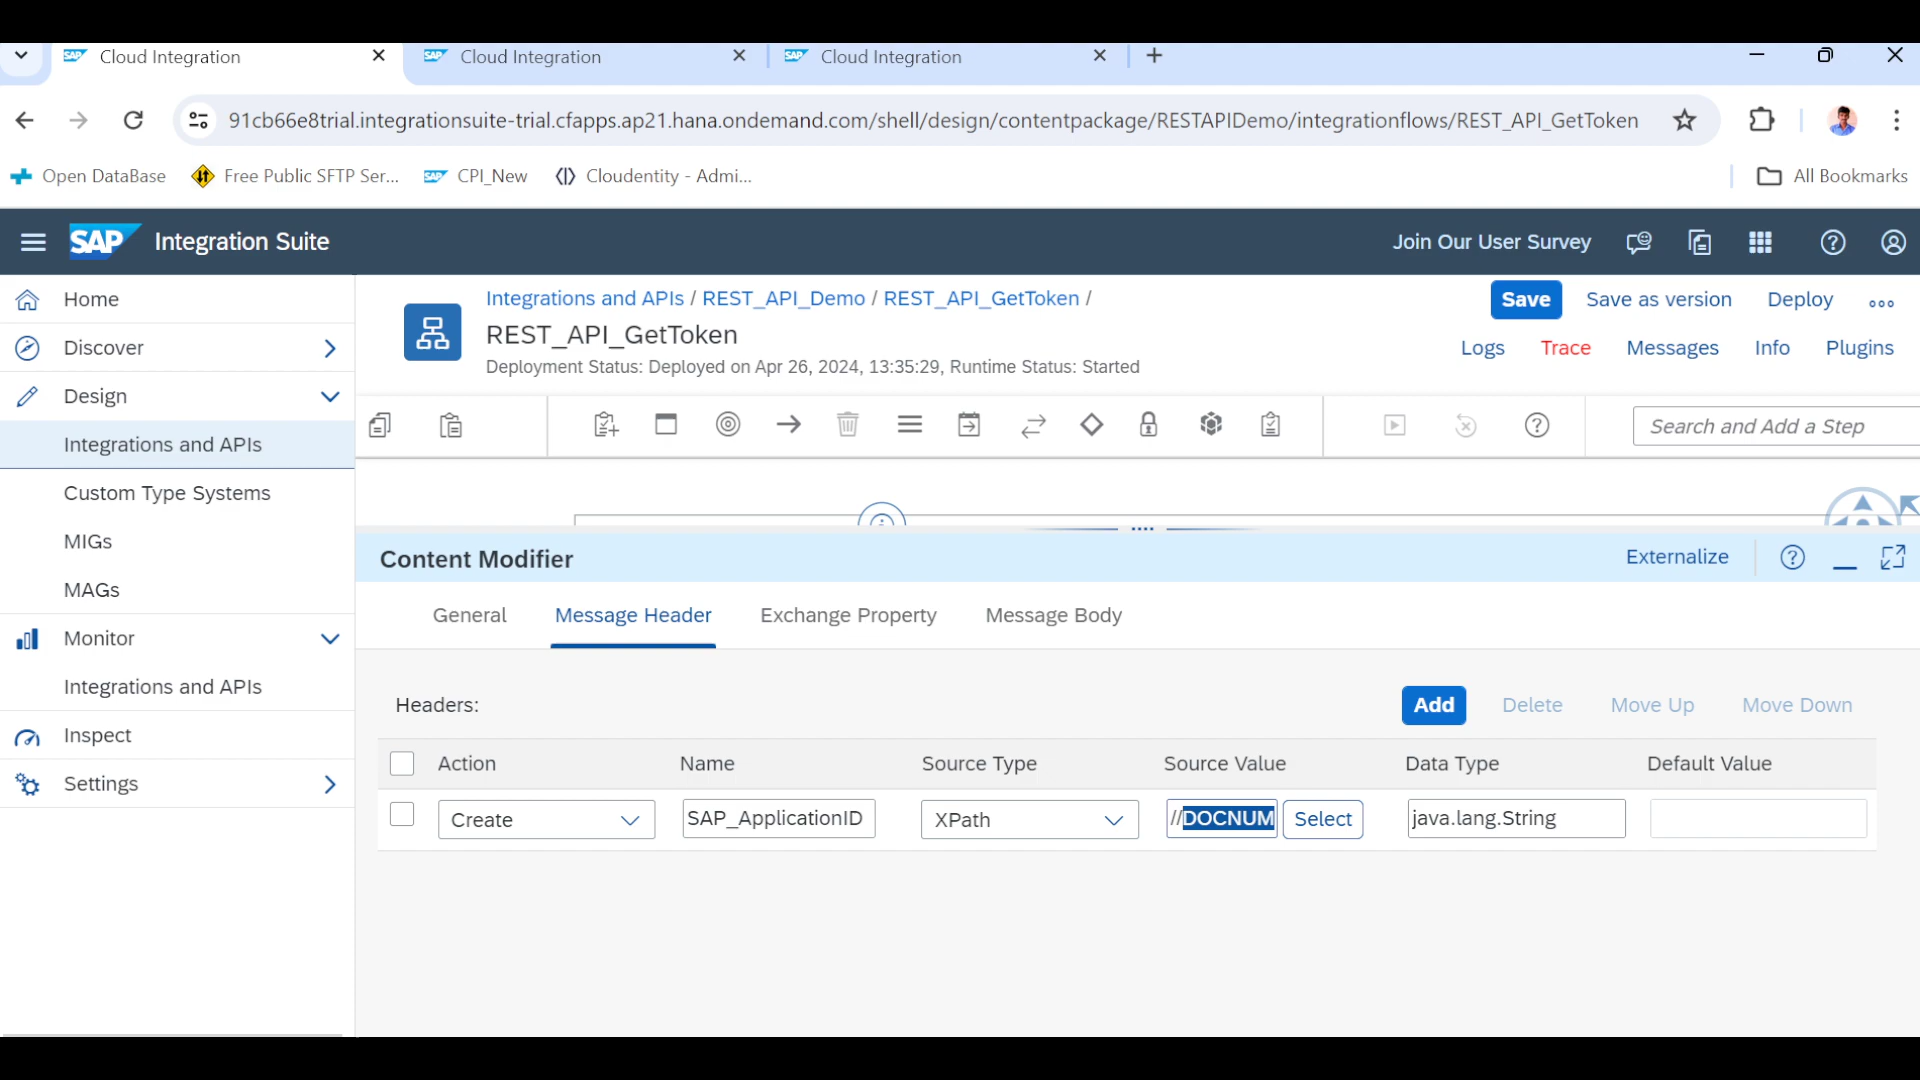 Cloud Integration
Cloud Integration
Cloud Integration
91cb66e8trial.integrationsuite-trial.cfapps.ap21.hana.ondemand.com/shell/design/contentpackage/RESTAPIDemo/integrationflows/REST_API_GetToken
Open DataBase
Free Public SFTP Ser...
CPI_New
Cloudentity - Admi...
All Bookmarks
SAP Integration Suite
Join Our User Survey
Home
Discover
Design
Integrations and APIs
Custom Type Systems
MIGs
MAGs
Monitor
Integrations and APIs
Inspect
Settings
Integrations and APIs / REST_API_Demo / REST_API_GetToken /
REST_API_GetToken
Deployment Status: Deployed on Apr 26, 2024, 13:35:29, Runtime Status: Started
Save
Save as version
Deploy
Logs
Trace
Messages
Info
Plugins
Search and Add a Step
Content Modifier
Externalize
General
Message Header
Exchange Property
Message Body
Headers:
Add
Delete
Move Up
Move Down
Action Name Source Type Source Value Data Type Default Value
Create SAP_ApplicationID XPath //DOCNUM Select java.lang.String